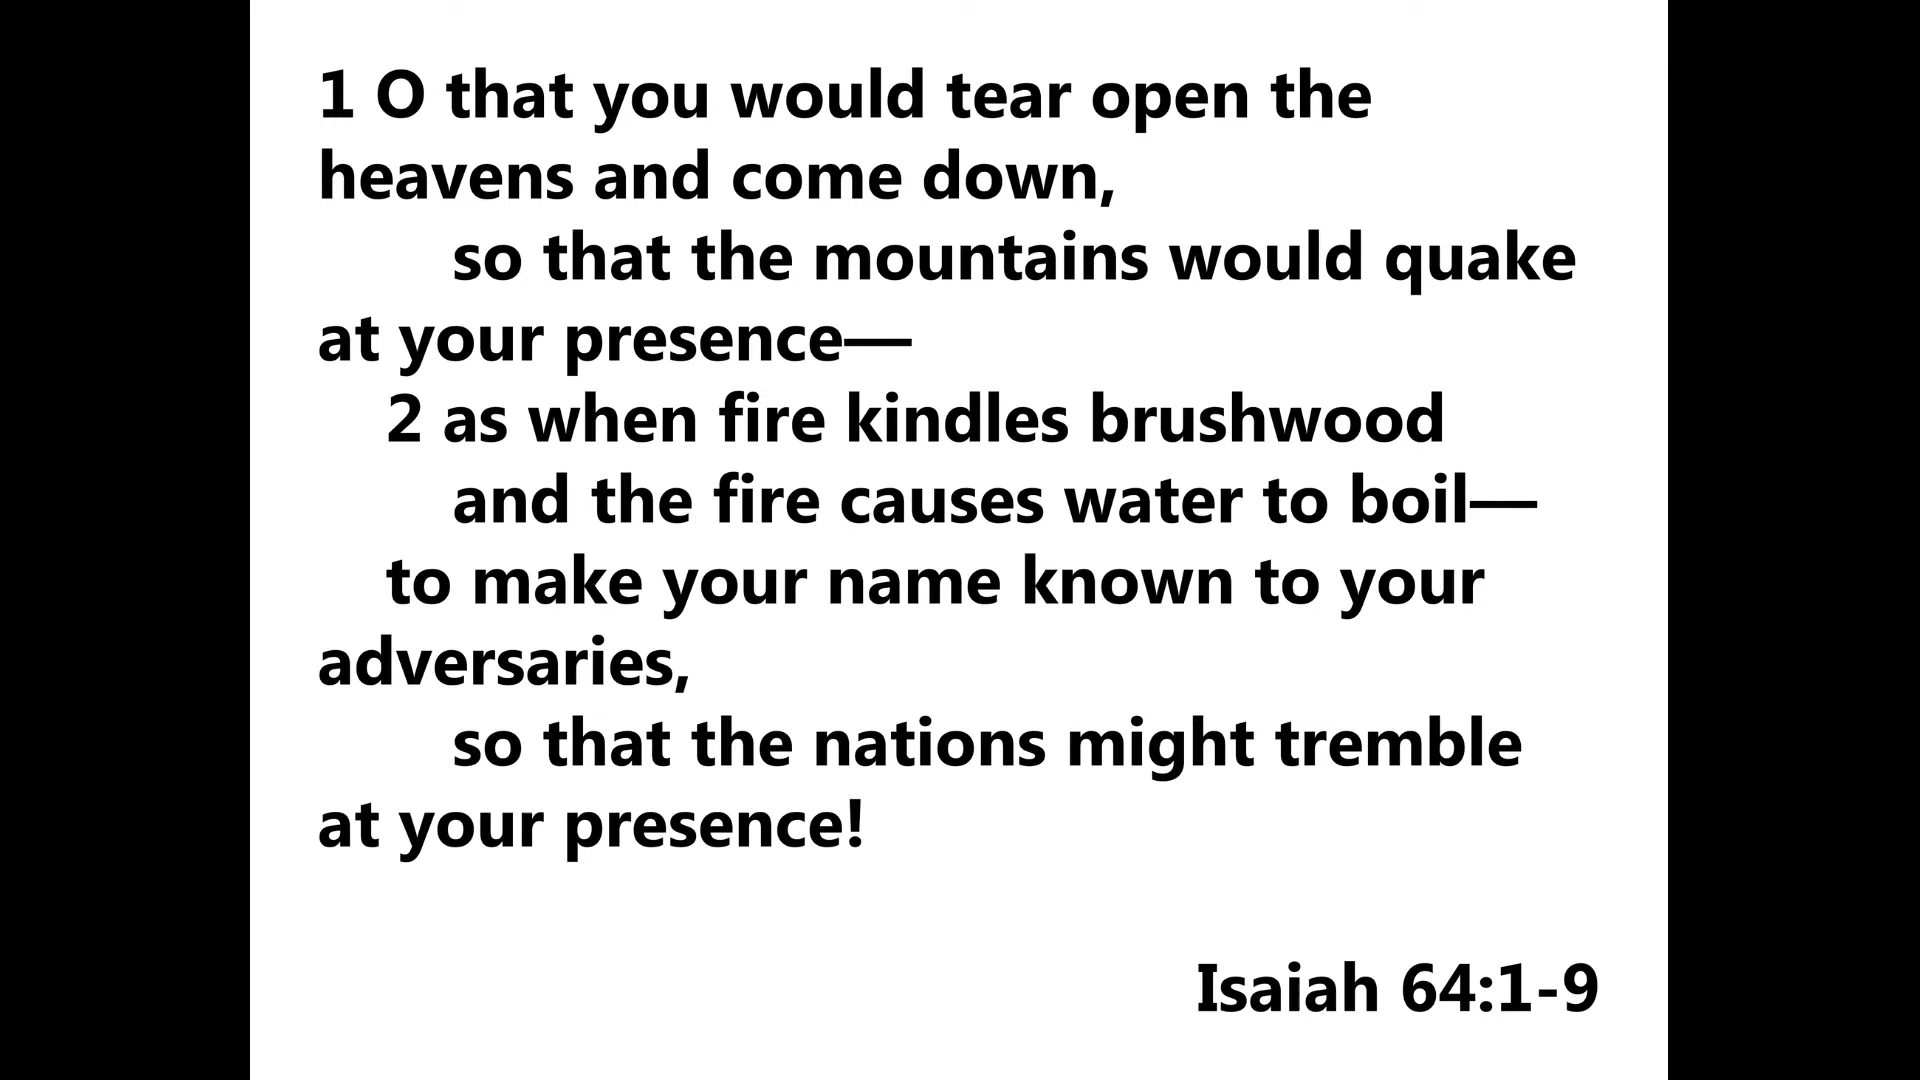 1 O that you would tear open the
heavens and come down,
so that the mountains would quake
at your presence—
2 as when fire kindles brushwood
and the fire causes water to boil—
to make your name known to your
adversaries,
so that the nations might tremble
at your presence!
Isaiah 64:1-9